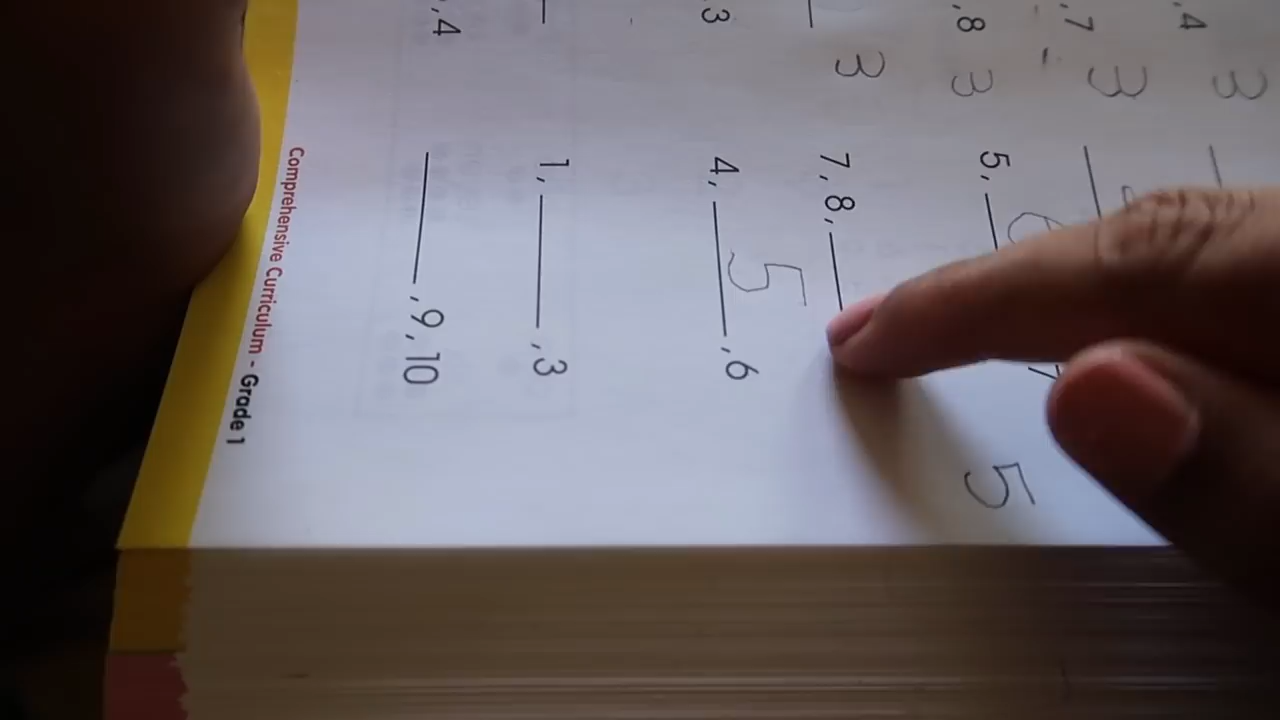 ,4 3
,7 3
,8 3 5, 6 7
5
3 7, 8,
,3 4, 5 ,6
1, ,3
,4 ,9, 10
Comprehensive Curriculum - Grade 1